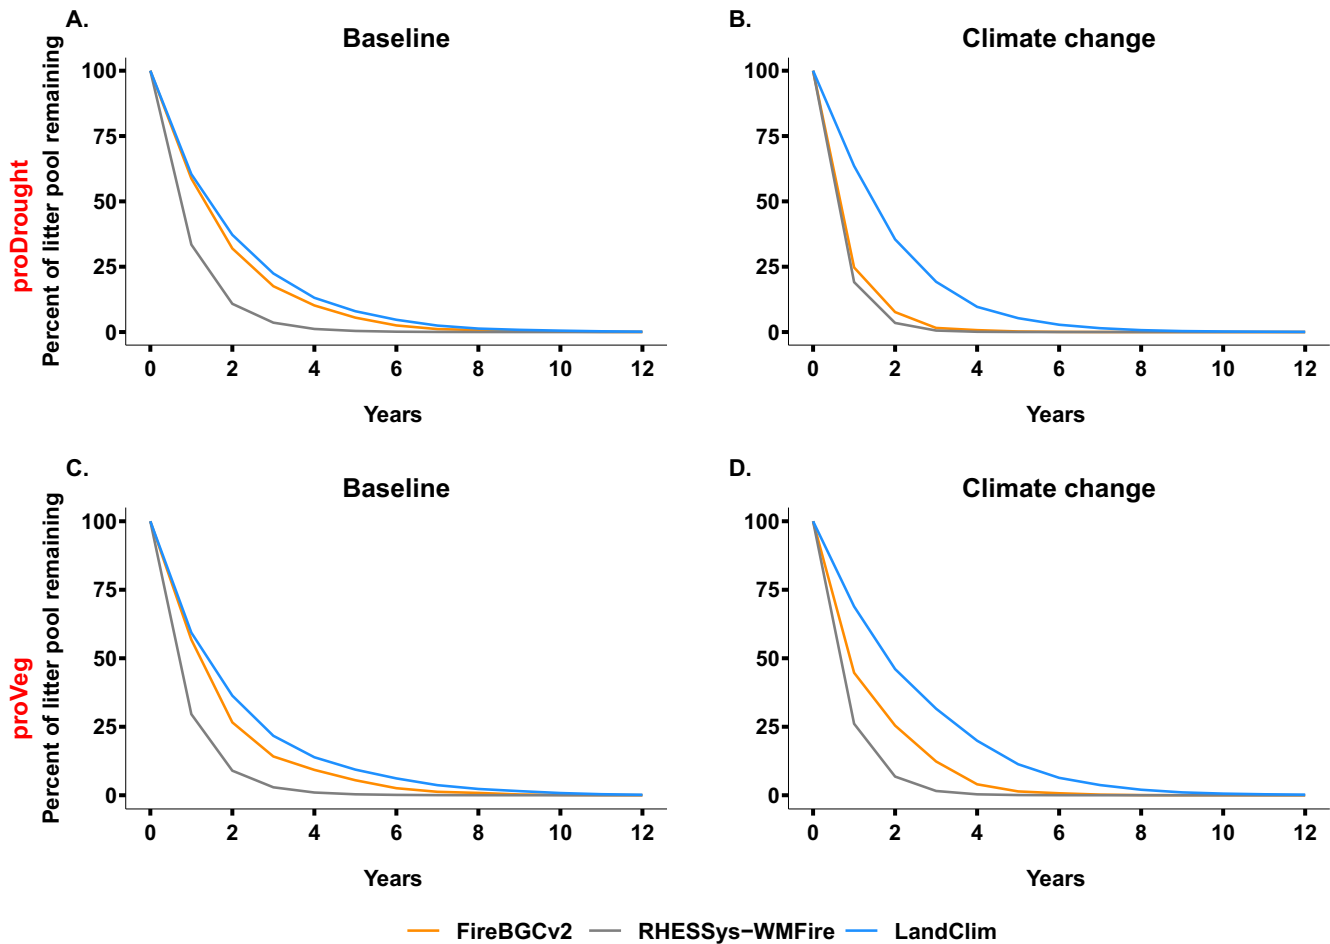 A.
Baseline
proDrought
Percent of litter pool remaining
100
75
50
25
0
0 2 4 6 8 10 12
Years
B.
Climate change
100
75
50
25
0
0 2 4 6 8 10 12
Years
C.
Baseline
proVeg
Percent of litter pool remaining
100
75
50
25
0
0 2 4 6 8 10 12
Years
D.
Climate change
100
75
50
25
0
0 2 4 6 8 10 12
Years
FireBGCv2 RHESSys−WMFire LandClim